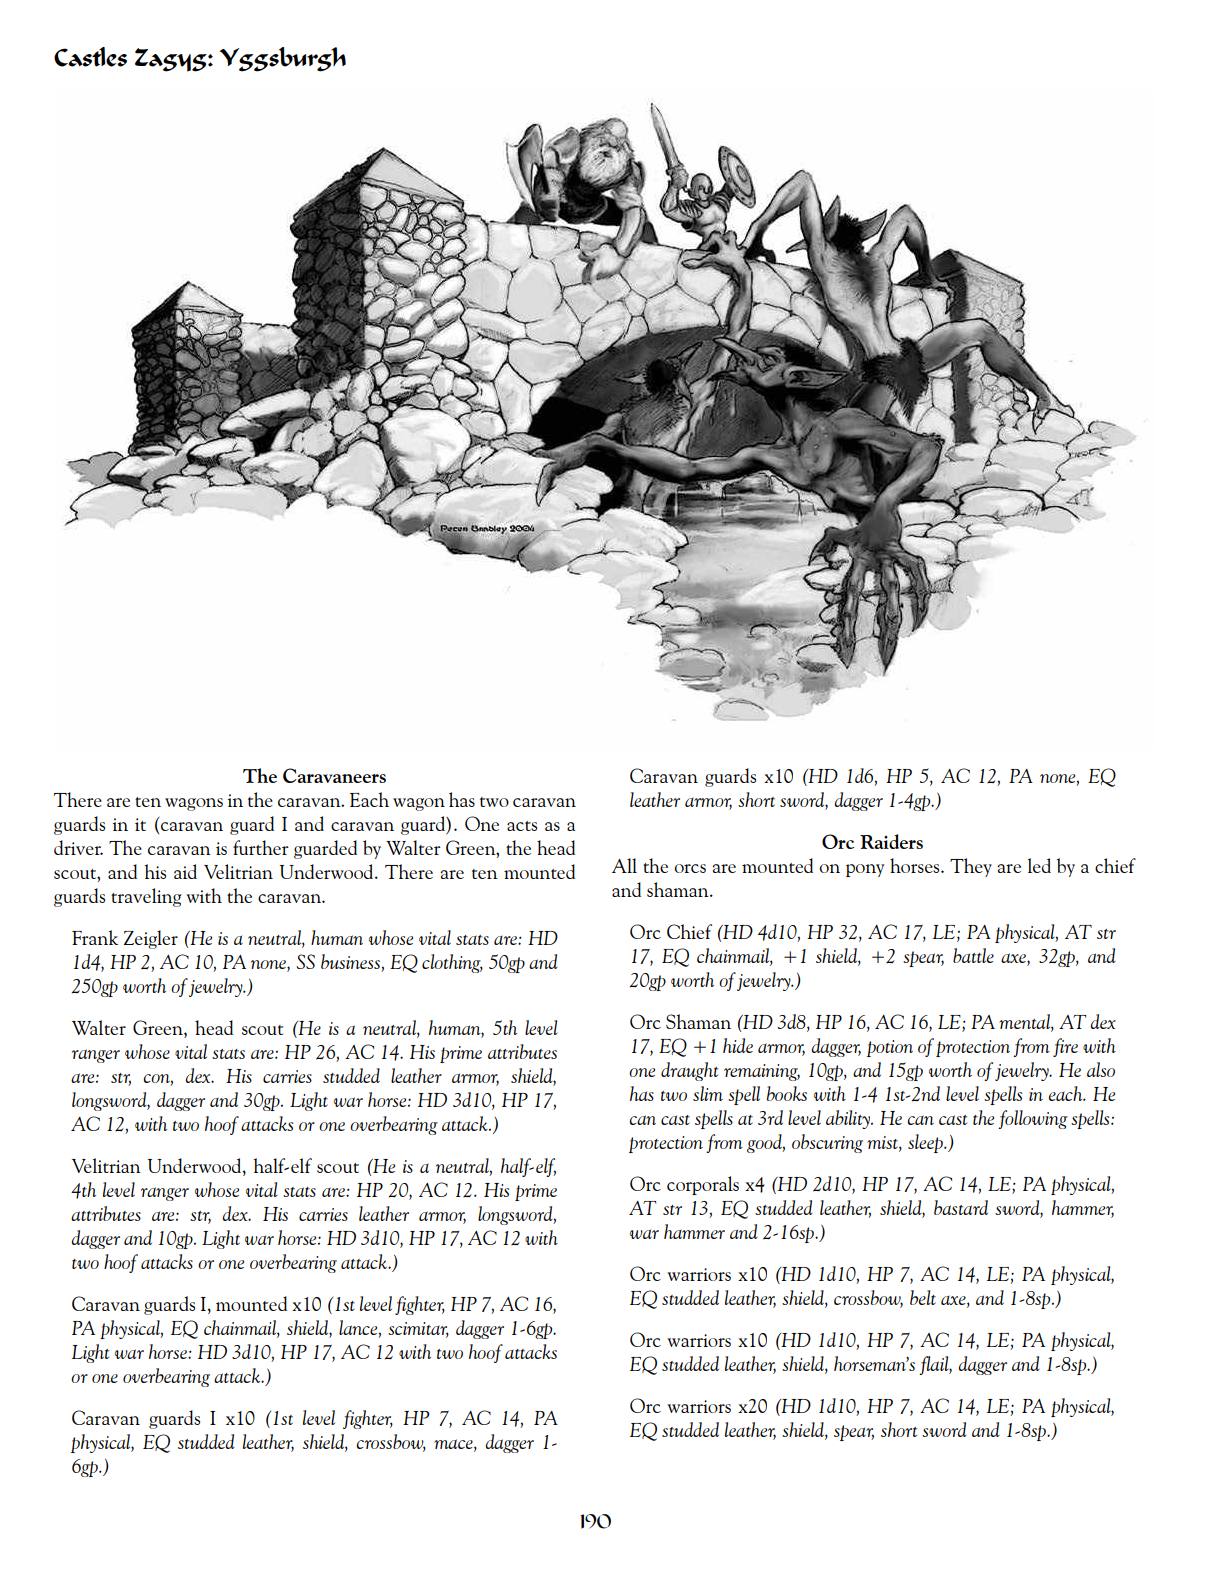 Castles Zagyg: Yggsburgh
Pecen Bambley 2004
The Caravaneers
There are ten wagons in the caravan. Each wagon has two caravan
guards in it (caravan guard I and caravan guard). One acts as a
driver. The caravan is further guarded by Walter Green, the head
scout, and his aid Velitrian Underwood. There are ten mounted
guards traveling with the caravan.
Frank Zeigler (He is a neutral, human whose vital stats are: HD
1d4, HP 2, AC 10, PA none, SS business, EQ clothing, 50gp and
250gp worth of jewelry.)
Walter Green, head scout (He is a neutral, human, 5th level
ranger whose vital stats are: HP 26, AC 14. His prime attributes
are: str, con, dex. His carries studded leather armor, shield,
longsword, dagger and 30gp. Light war horse: HD 3d10, HP 17,
AC 12, with two hoof attacks or one overbearing attack.)
Velitrian Underwood, half-elf scout (He is a neutral, half-elf,
4th level ranger whose vital stats are: HP 20, AC 12. His prime
attributes are: str, dex. His carries leather armor, longsword,
dagger and 10gp. Light war horse: HD 3d10, HP 17, AC 12 with
two hoof attacks or one overbearing attack.)
Caravan guards I, mounted x10 (1st level fighter, HP 7, AC 16,
PA physical, EQ chainmail, shield, lance, scimitar, dagger 1-6gp.
Light war horse: HD 3d10, HP 17, AC 12 with two hoof attacks
or one overbearing attack.)
Caravan guards I x10 (1st level fighter, HP 7, AC 14, PA
physical, EQ studded leather, shield, crossbow, mace, dagger 1-
6gp.)
Caravan guards x10 (HD 1d6, HP 5, AC 12, PA none, EQ
leather armor, short sword, dagger 1-4gp.)
Orc Raiders
All the orcs are mounted on pony horses. They are led by a chief
and shaman.
Orc Chief (HD 4d10, HP 32, AC 17, LE; PA physical, AT str
17, EQ chainmail, +1 shield, +2 spear, battle axe, 32gp, and
20gp worth of jewelry.)
Orc Shaman (HD 3d8, HP 16, AC 16, LE; PA mental, AT dex
17, EQ +1 hide armor, dagger, potion of protection from fire with
one draught remaining, 10gp, and 15gp worth of jewelry. He also
has two slim spell books with 1-4 1st-2nd level spells in each. He
can cast spells at 3rd level ability. He can cast the following spells:
protection from good, obscuring mist, sleep.)
Orc corporals x4 (HD 2d10, HP 17, AC 14, LE; PA physical,
AT str 13, EQ studded leather, shield, bastard sword, hammer,
war hammer and 2-16sp.)
Orc warriors x10 (HD 1d10, HP 7, AC 14, LE; PA physical,
EQ studded leather, shield, crossbow, belt axe, and 1-8sp.)
Orc warriors x10 (HD 1d10, HP 7, AC 14, LE; PA physical,
EQ studded leather, shield, horseman's flail, dagger and 1-8sp.)
Orc warriors x20 (HD 1d10, HP 7, AC 14, LE; PA physical,
EQ studded leather, shield, spear, short sword and 1-8sp.)
190